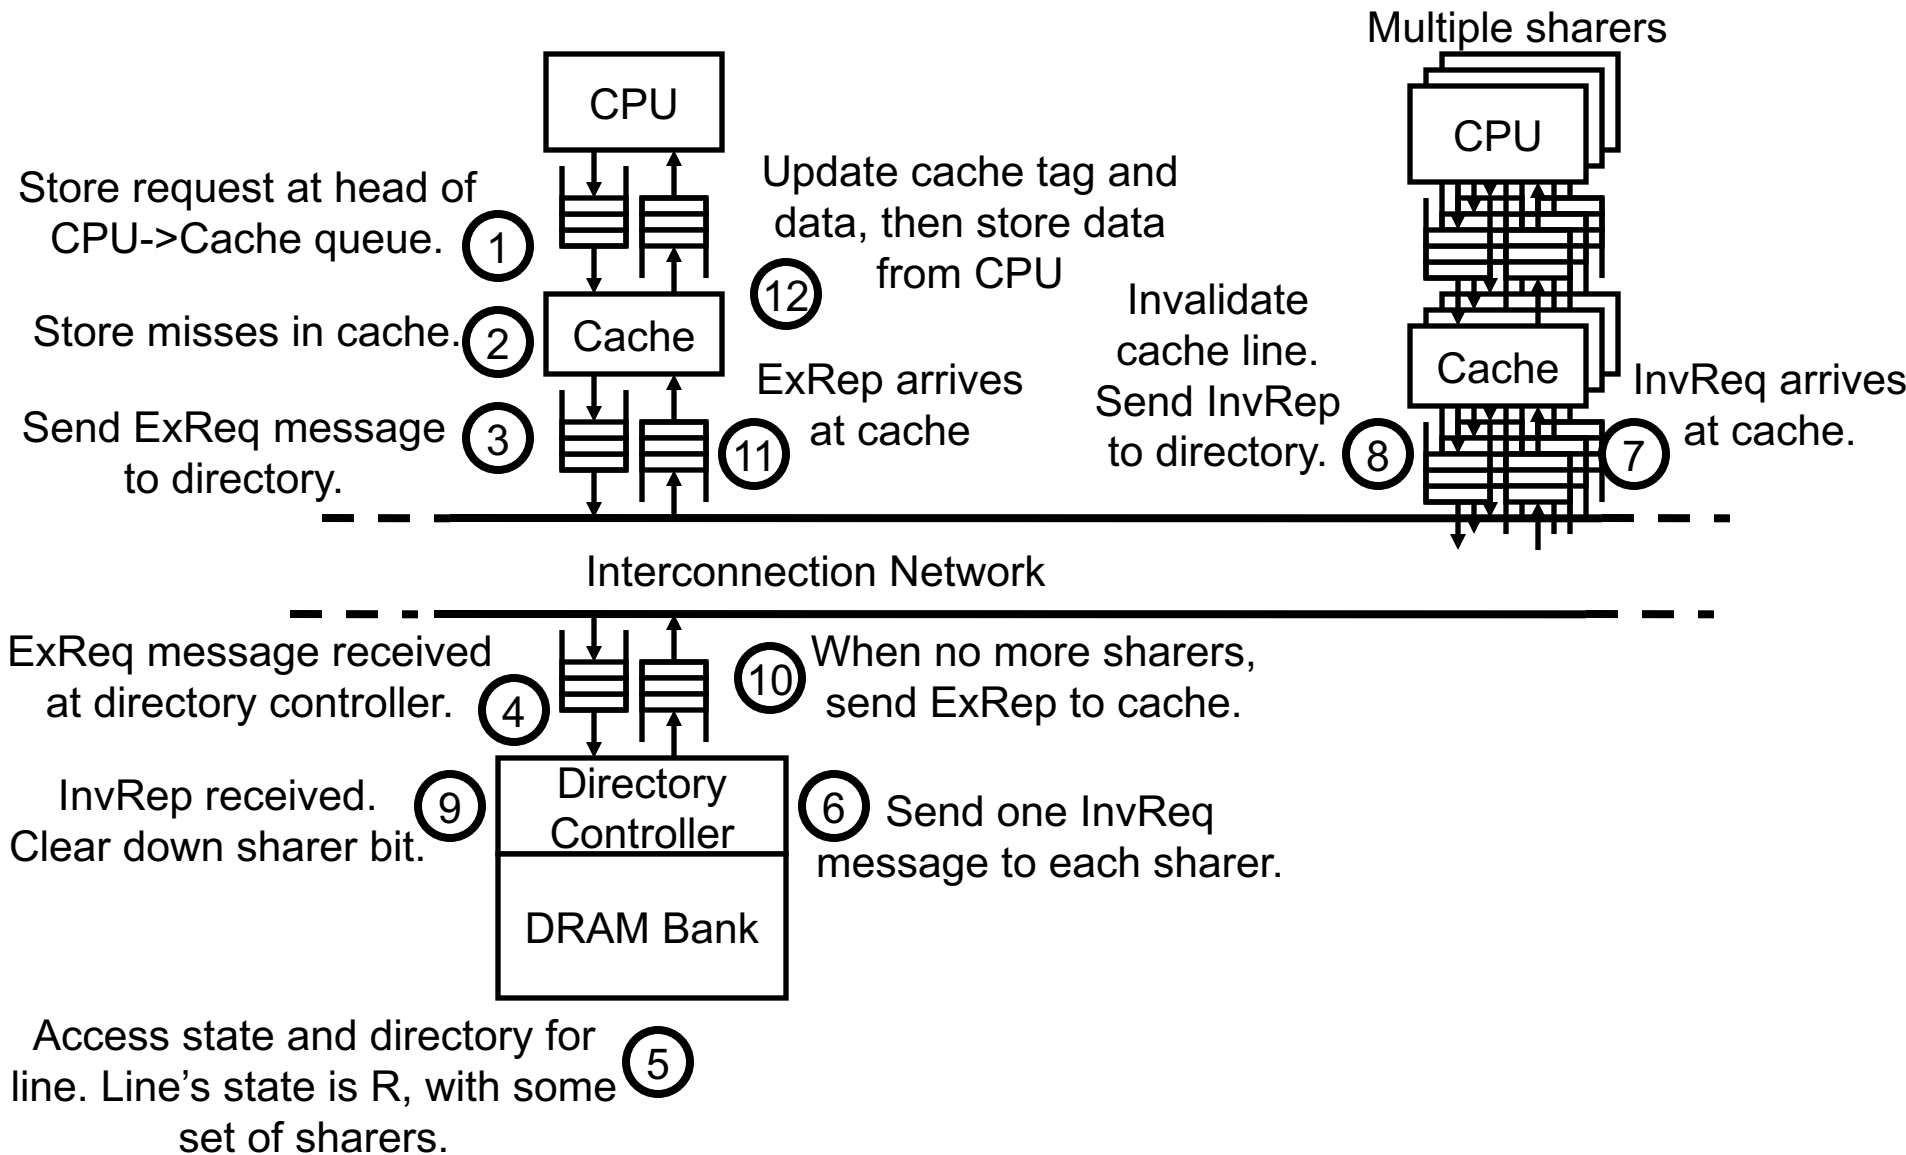 Multiple sharers
CPU
CPU
Store request at head of
CPU->Cache queue.
1
Update cache tag and
data, then store data
from CPU
12
Store misses in cache.
2
Cache
Invalidate
cache line.
Send InvRep
to directory.
8
Cache
InvReq arrives
at cache.
7
Send ExReq message
to directory.
3
ExRep arrives
at cache
11
Interconnection Network
ExReq message received
at directory controller.
4
10
When no more sharers,
send ExRep to cache.
InvRep received.
Clear down sharer bit.
9
Directory
Controller
6
Send one InvReq
message to each sharer.
DRAM Bank
Access state and directory for
line. Line’s state is R, with some
set of sharers.
5